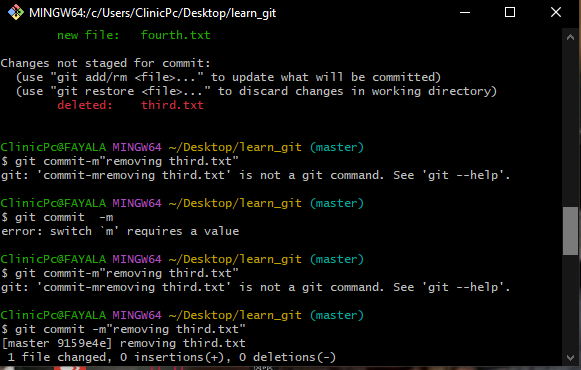 MINGW64:/c/Users/ClinicPc/Desktop/learn_git
new file:   fourth.txt
Changes not staged for commit:
  (use "git add/rm <file>..." to update what will be committed)
  (use "git restore <file>..." to discard changes in working directory)
        deleted:    third.txt
ClinicPc@FAYALA MINGW64 ~/Desktop/learn_git (master)
$ git commit-m"removing third.txt"
git: 'commit-mremoving third.txt' is not a git command. See 'git --help'.
ClinicPc@FAYALA MINGW64 ~/Desktop/learn_git (master)
$ git commit  -m
error: switch `m' requires a value
ClinicPc@FAYALA MINGW64 ~/Desktop/learn_git (master)
$ git commit-m"removing third.txt"
git: 'commit-mremoving third.txt' is not a git command. See 'git --help'.
ClinicPc@FAYALA MINGW64 ~/Desktop/learn_git (master)
$ git commit -m"removing third.txt"
[master 9159e4e] removing third.txt
 1 file changed, 0 insertions(+), 0 deletions(-)